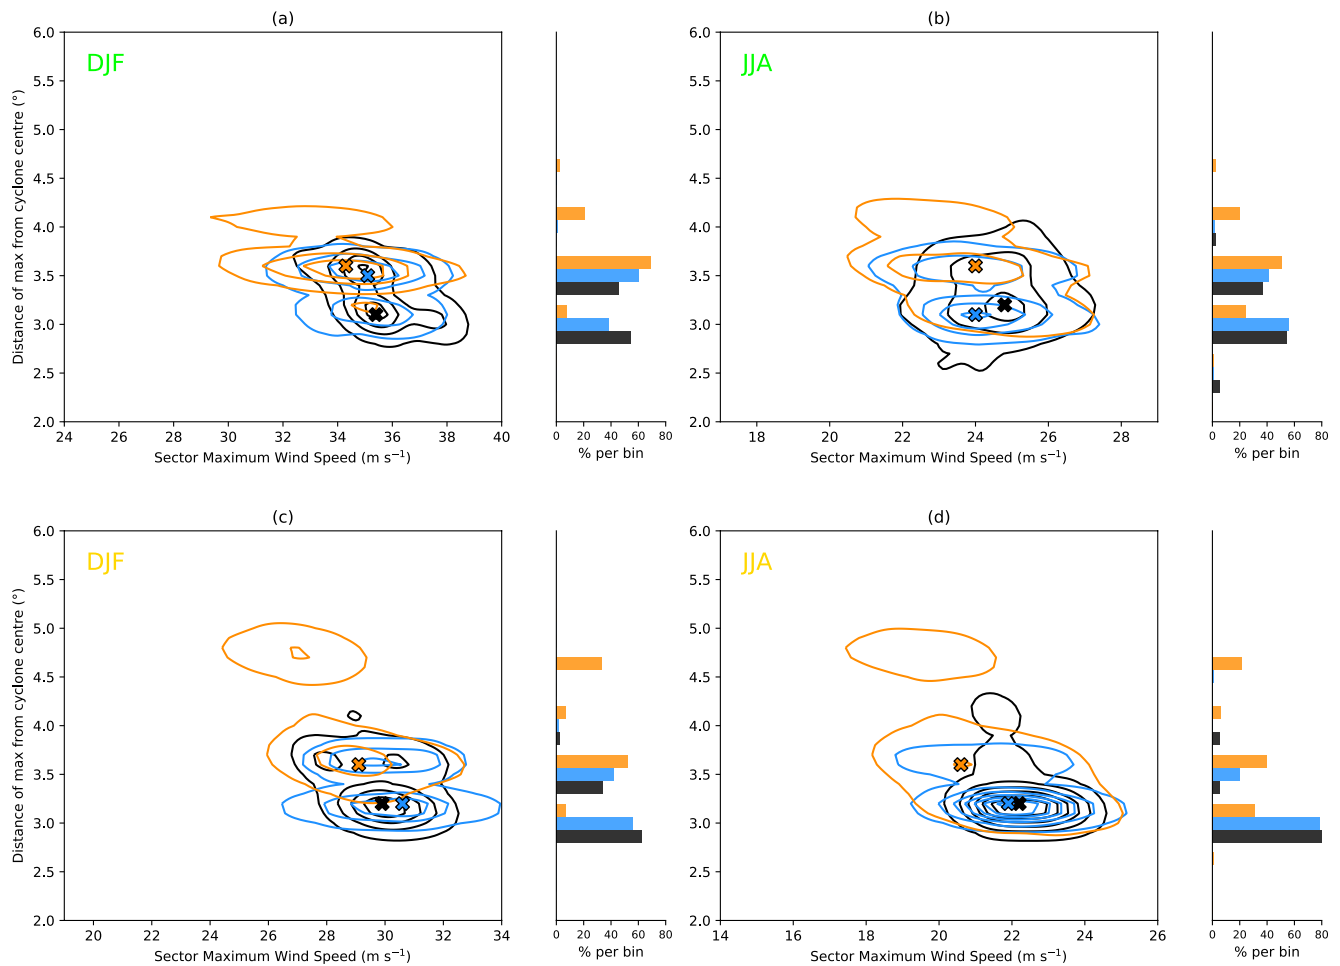 (a)
DJF
6.0
5.5
5.0
4.5
4.0
3.5
3.0
2.5
2.0
Distance of max from cyclone centre (°)
24 26 28 30 32 34 36 38 40
Sector Maximum Wind Speed (m s⁻¹)
0 20 40 60 80
% per bin
(b)
JJA
6.0
5.5
5.0
4.5
4.0
3.5
3.0
2.5
2.0
18 20 22 24 26 28
Sector Maximum Wind Speed (m s⁻¹)
0 20 40 60 80
% per bin
(c)
DJF
6.0
5.5
5.0
4.5
4.0
3.5
3.0
2.5
2.0
Distance of max from cyclone centre (°)
20 22 24 26 28 30 32 34
Sector Maximum Wind Speed (m s⁻¹)
0 20 40 60 80
% per bin
(d)
JJA
6.0
5.5
5.0
4.5
4.0
3.5
3.0
2.5
2.0
14 16 18 20 22 24 26
Sector Maximum Wind Speed (m s⁻¹)
0 20 40 60 80
% per bin